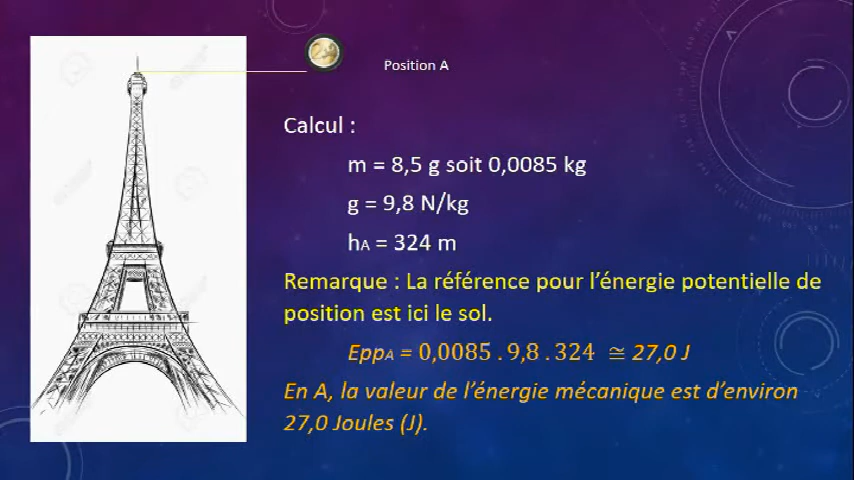 Position A
Calcul :
m = 8,5 g soit 0,0085 kg
g = 9,8 N/kg
hA = 324 m
Remarque : La référence pour l'énergie potentielle de
position est ici le sol.
EppA = 0,0085 . 9,8 . 324 ≅ 27,0 J
En A, la valeur de l'énergie mécanique est d'environ
27,0 Joules (J).